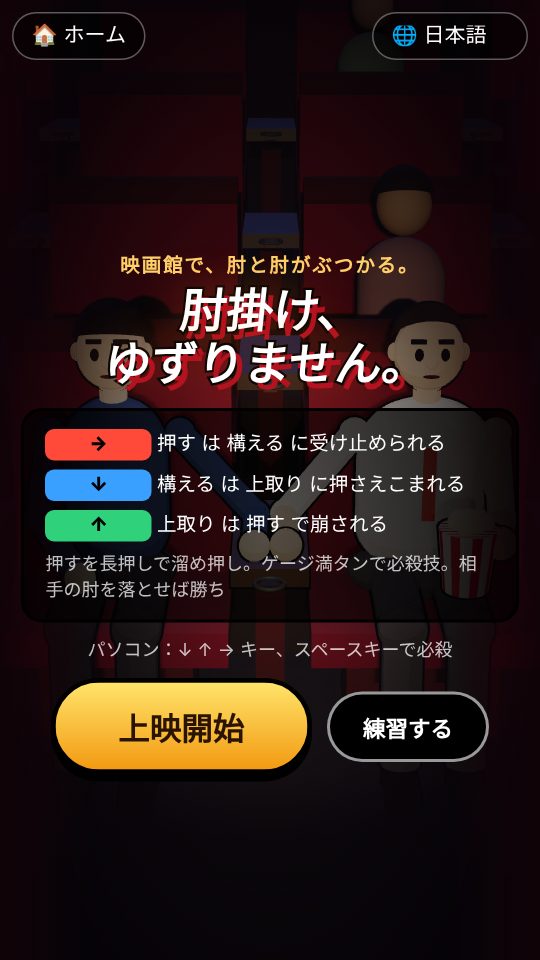 ホーム
日本語
映画館で、肘と肘がぶつかる。
肘掛け、
ゆずりません。
→ 押す は 構える に受け止められる
↓ 構える は 上取り に押さえこまれる
↑ 上取り は 押す で崩される
押すを長押しで溜め押し。ゲージ満タンで必殺技。相
手の肘を落とせば勝ち
パソコン：↓ ↑ → キー、スペースキーで必殺
上映開始
練習する